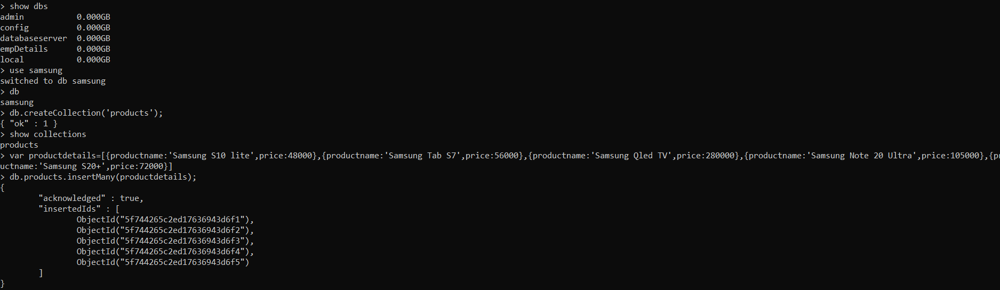 > show dbs
admin           0.000GB
config          0.000GB
databaseserver  0.000GB
empDetails      0.000GB
local           0.000GB
> use samsung
switched to db samsung
> db
samsung
> db.createCollection('products');
{ "ok" : 1 }
> show collections
products
> var productdetails=[{productname:'Samsung S10 lite',price:48000},{productname:'Samsung Tab S7',price:56000},{productname:'Samsung Qled TV',price:280000},{productname:'Samsung Note 20 Ultra',price:105000},{pr
uctname:'Samsung S20+',price:72000}]
> db.products.insertMany(productdetails);
{
        "acknowledged" : true,
        "insertedIds" : [
                ObjectId("5f744265c2ed17636943d6f1"),
                ObjectId("5f744265c2ed17636943d6f2"),
                ObjectId("5f744265c2ed17636943d6f3"),
                ObjectId("5f744265c2ed17636943d6f4"),
                ObjectId("5f744265c2ed17636943d6f5")
        ]
}